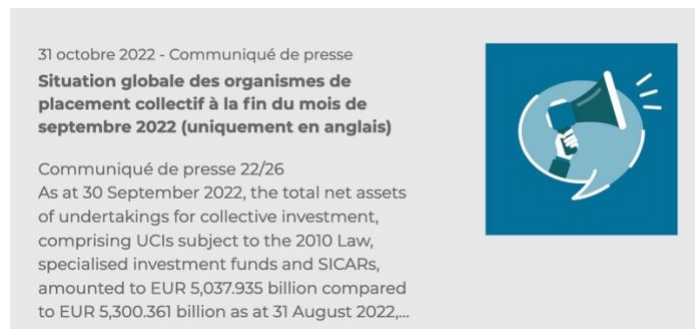 31 octobre 2022 - Communiqué de presse
Situation globale des organismes de
placement collectif à la fin du mois de
septembre 2022 (uniquement en anglais)
Communiqué de presse 22/26
As at 30 September 2022, the total net assets
of undertakings for collective investment,
comprising UCIs subject to the 2010 Law,
specialised investment funds and SICARs,
amounted to EUR 5,037.935 billion compared
to EUR 5,300.361 billion as at 31 August 2022,...